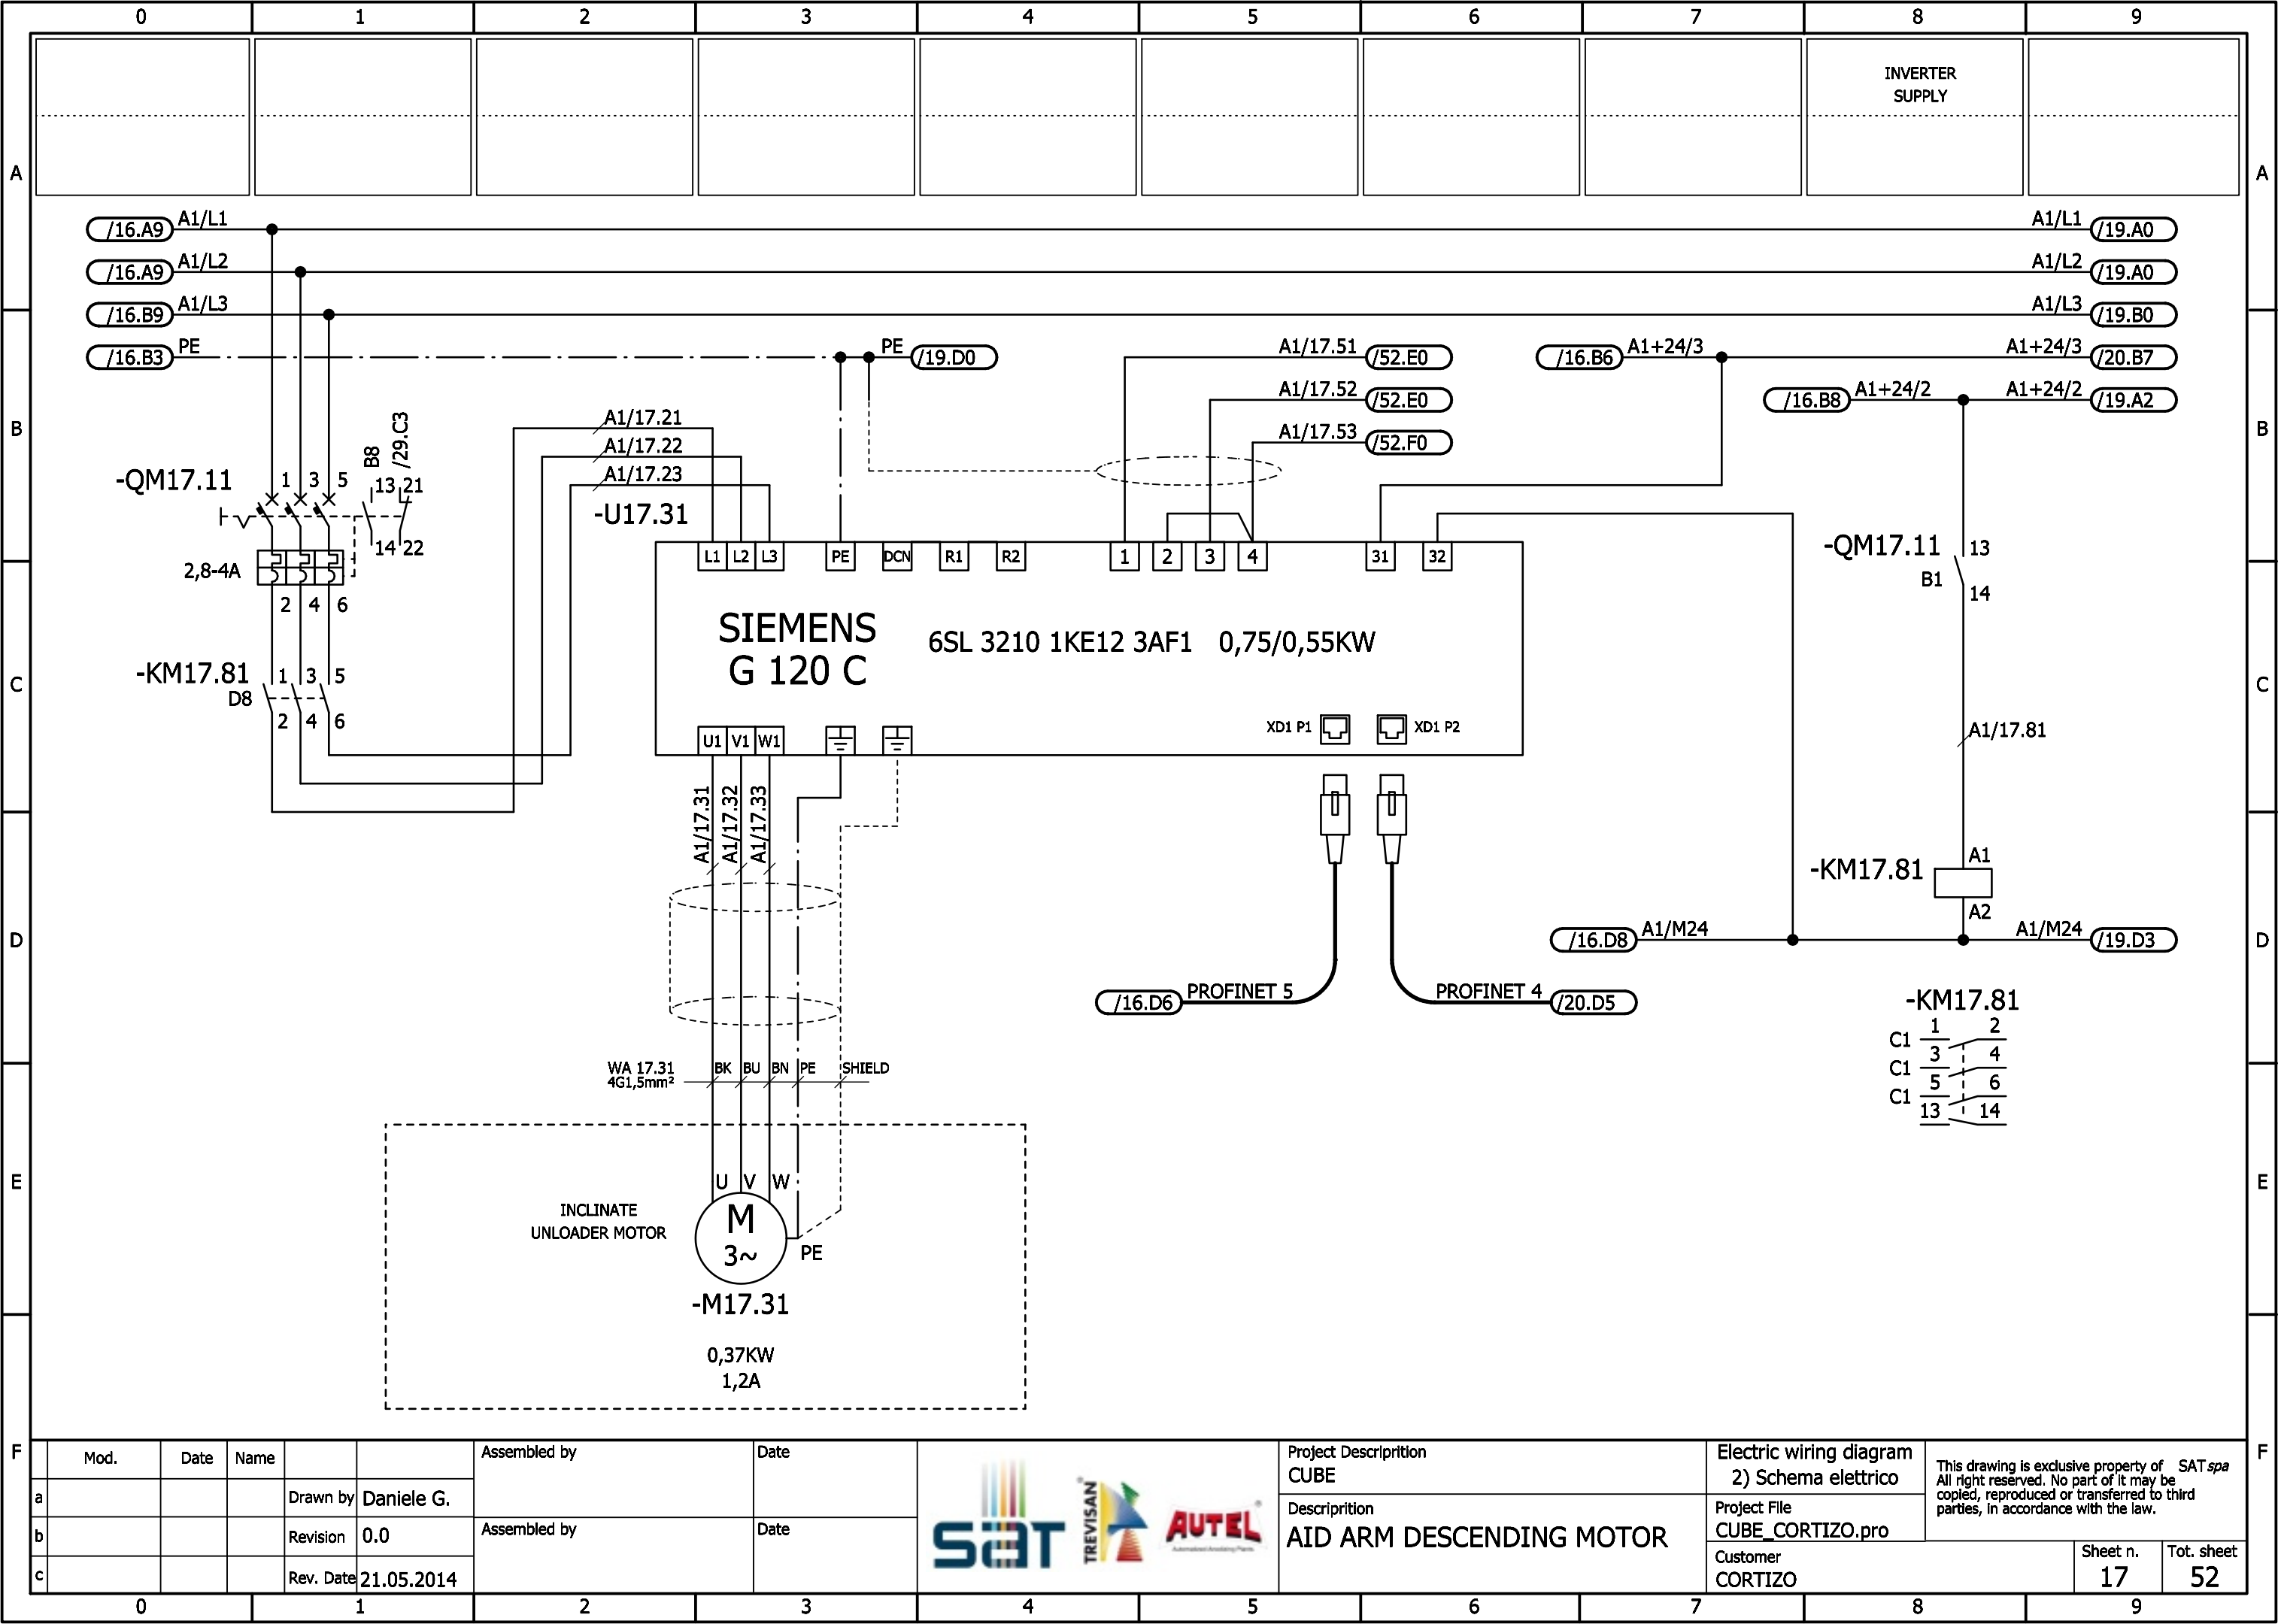 0 1 2 3 4 5 6 7 8 9
INVERTER
SUPPLY
A A
/16.A9 A1/L1 A1/L1 /19.A0
/16.A9 A1/L2 A1/L2 /19.A0
/16.B9 A1/L3 A1/L3 /19.B0
/16.B3 PE PE /19.D0 A1/17.51 /52.E0 /16.B6 A1+24/3 A1+24/3 /20.B7
A1/17.52 /52.E0 /16.B8 A1+24/2 A1+24/2 /19.A2
A1/17.21 A1/17.53 /52.F0
B B
A1/17.22
A1/17.23
B8 /29.C3
-QM17.11 1 3 5 13 21
-U17.31
14 22
2,8-4A
2 4 6
L1 L2 L3 PE DCN R1 R2 1 2 3 4 31 32
-QM17.11 13
B1
14
SIEMENS
G 120 C
6SL 3210 1KE12 3AF1 0,75/0,55KW
C C
-KM17.81 1 3 5
D8
2 4 6
U1 V1 W1 XD1 P1 XD1 P2
A1/17.81
A1/17.31 A1/17.32 A1/17.33
-KM17.81 A1
A2
D D
/16.D8 A1/M24 A1/M24 /19.D3
/16.D6 PROFINET 5 PROFINET 4 /20.D5
-KM17.81
C1 1 2
C1 3 4
C1 5 6
13 14
WA 17.31 BK BU BN PE SHIELD
4G1,5mm²
E E
U V W
INCLINATE
UNLOADER MOTOR
M
3~
PE
-M17.31
0,37KW
1,2A
F F
Mod. Date Name
a Drawn by Daniele G.
b Revision 0.0
c Rev. Date 21.05.2014
Assembled by Date
Assembled by Date
sat
TREVISAN®
AUTEL®
Project Descriprition
CUBE
Descriprition
AID ARM DESCENDING MOTOR
Electric wiring diagram
2) Schema elettrico
Project File
CUBE_CORTIZO.pro
Customer
CORTIZO
This drawing is exclusive property of SAT spa
All right reserved. No part of it may be
copied, reproduced or transferred to third
parties, in accordance with the law.
Sheet n. Tot. sheet
17 52
0 1 2 3 4 5 6 7 8 9